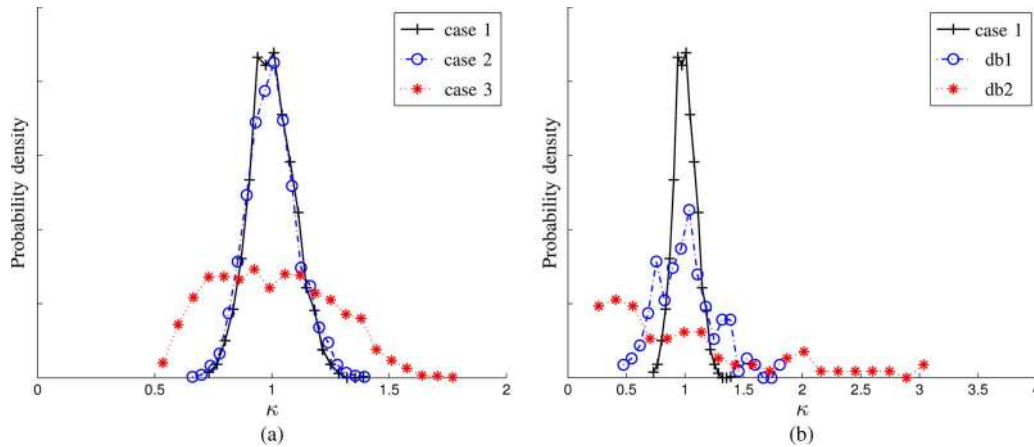 Probability density
case 1
case 2
case 3
0
0.5
1
1.5
2
κ
(a)
Probability density
case 1
db1
db2
0
0.5
1
1.5
2
2.5
3
3.5
4
κ
(b)